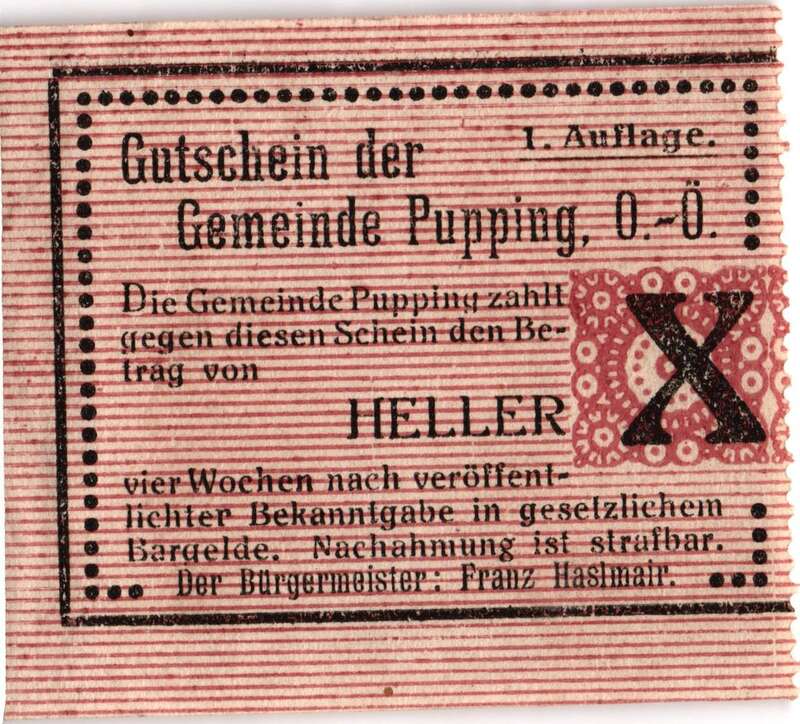 1. Auflage.
Gutschein der
Gemeinde Pupping, O.-Ö.
Die Gemeinde Pupping zahlt
gegen diesen Schein den Be-
trag von
HELLER
X
vier Wochen nach veröffent-
lichter Bekanntgabe in gesetzlichem
Bargelde. Nachahmung ist strafbar.
Der Bürgermeister: Franz Haslmair.